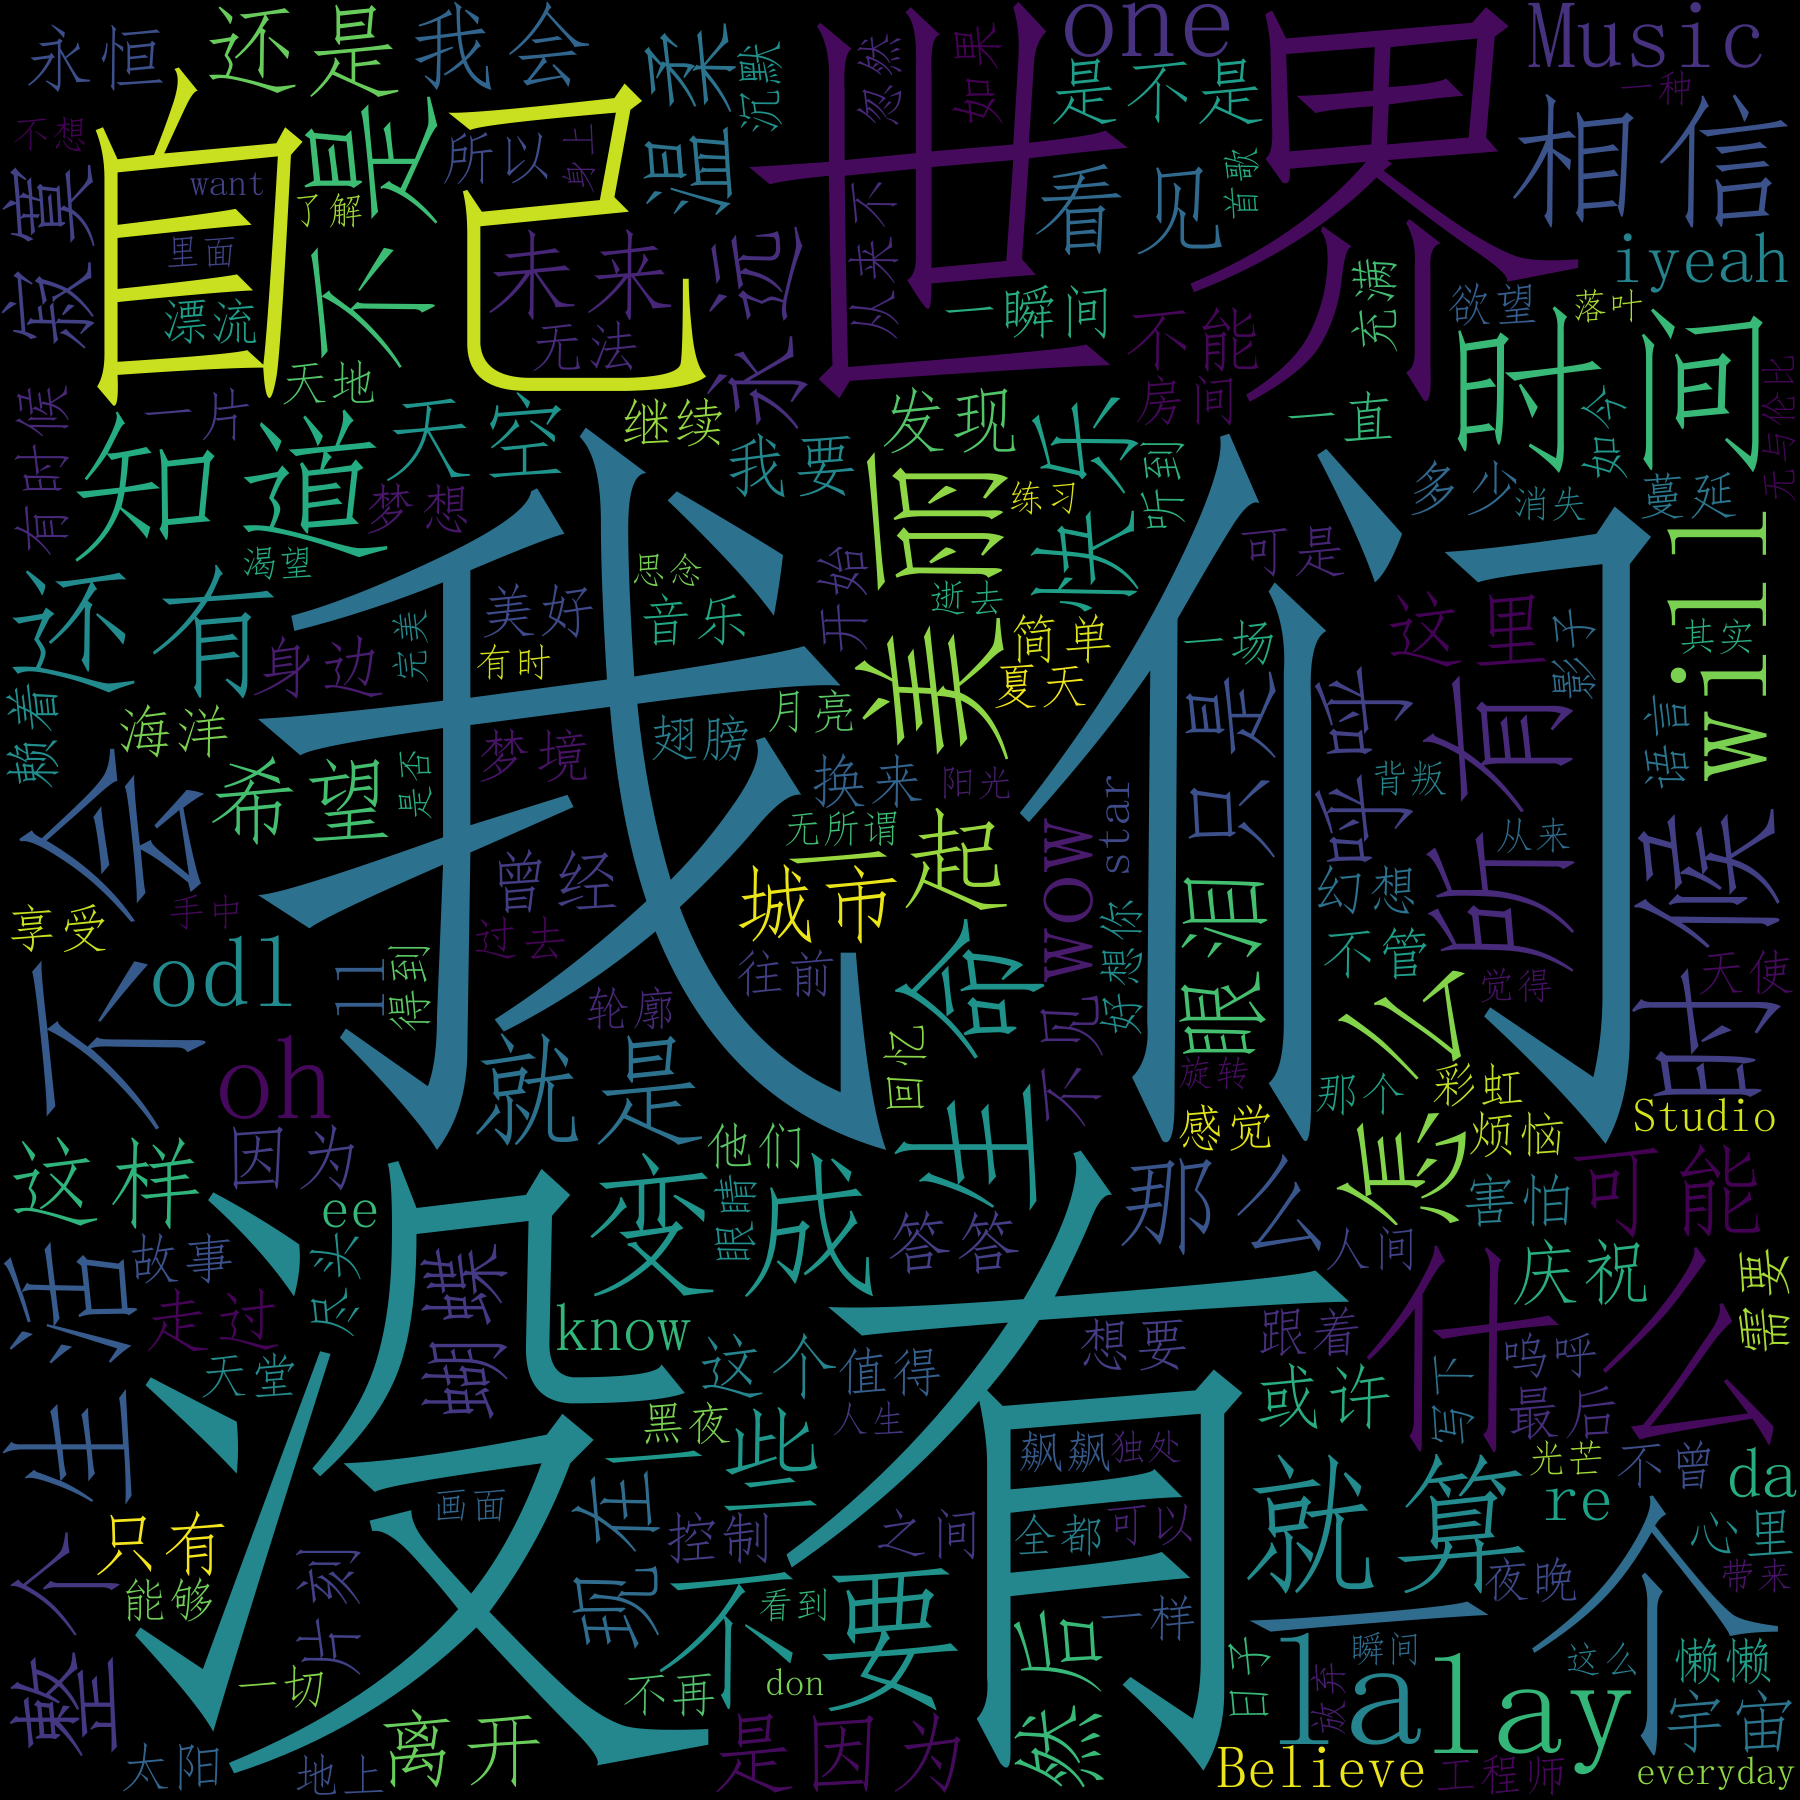 永恒
还是
我会
温柔
沉默
忽然
如果
one
Music
一种
不想
自己
不是
所以
身上
世界
是不是
相信
寂寞
want
了解
里面
未来
永远
从来不
看见
首歌
iyeah
漂流
无法
一瞬间
不能
充满
欲望
落叶
时间
天地
一片
有时候
天空
继续
发现
快乐
房间
一直
如今
无与伦比
知道
梦想
我要
美丽
练习
听到
多少
消失
蔓延
渴望
思念
开始
逝去
可是
will
还有
我们
美好
音乐
简单
一场
这里
影子
其实
身边
完美
有时
夏天
只是
呼呼
所有
语言
赖着
海洋
梦境
翅膀
月亮
希望
是否
换来
阳光
star
背叛
从来
不会
无所谓
一起
wow
眼泪
幻想
时候
曾经
城市
享受
手中
过去
不管
odl
ll
得到
轮廓
往前
生命
好想你
觉得
天使
不见
怎么
oh
就是
回忆
旋转
那个
彩虹
Studio
因为
这样
他们
感觉
烦恼
没有
变成
眼睛
答答
那么
害怕
可能
ee
生活
故事
尽头
蝴蝶
人间
庆祝
需要
走过
know
这个
值得
想要
跟着
什么
呜呼
天堂
黑夜
一些
人生
或许
写下
最后
飙飙
独处
就算
光芒
不曾
da
画面
现在
控制
之间
全都
可以
re
心里
只有
整个
能够
片刻
不要
看到
然后
一样
一个
夜晚
带来
日子
la
瞬间
这么
懒懒
一切
不再
don
放弃
lay
宇宙
太阳
地上
离开
是因为
Believe
工程师
everyday